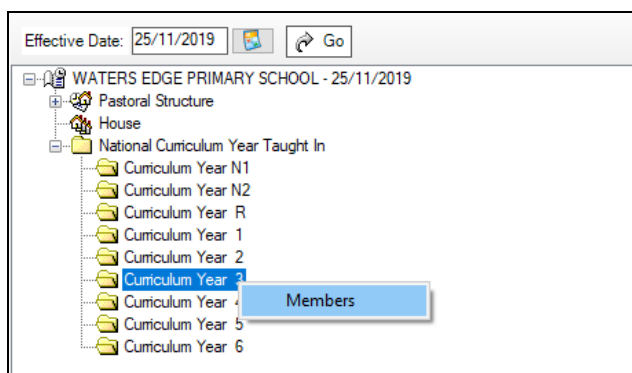 Effective Date: 25/11/2019 Go
WATERS EDGE PRIMARY SCHOOL - 25/11/2019
Pastoral Structure
House
National Curriculum Year Taught In
Curriculum Year N1
Curriculum Year N2
Curriculum Year R
Curriculum Year 1
Curriculum Year 2
Curriculum Year 3
Members
Curriculum Year
Curriculum Year 5
Curriculum Year 6